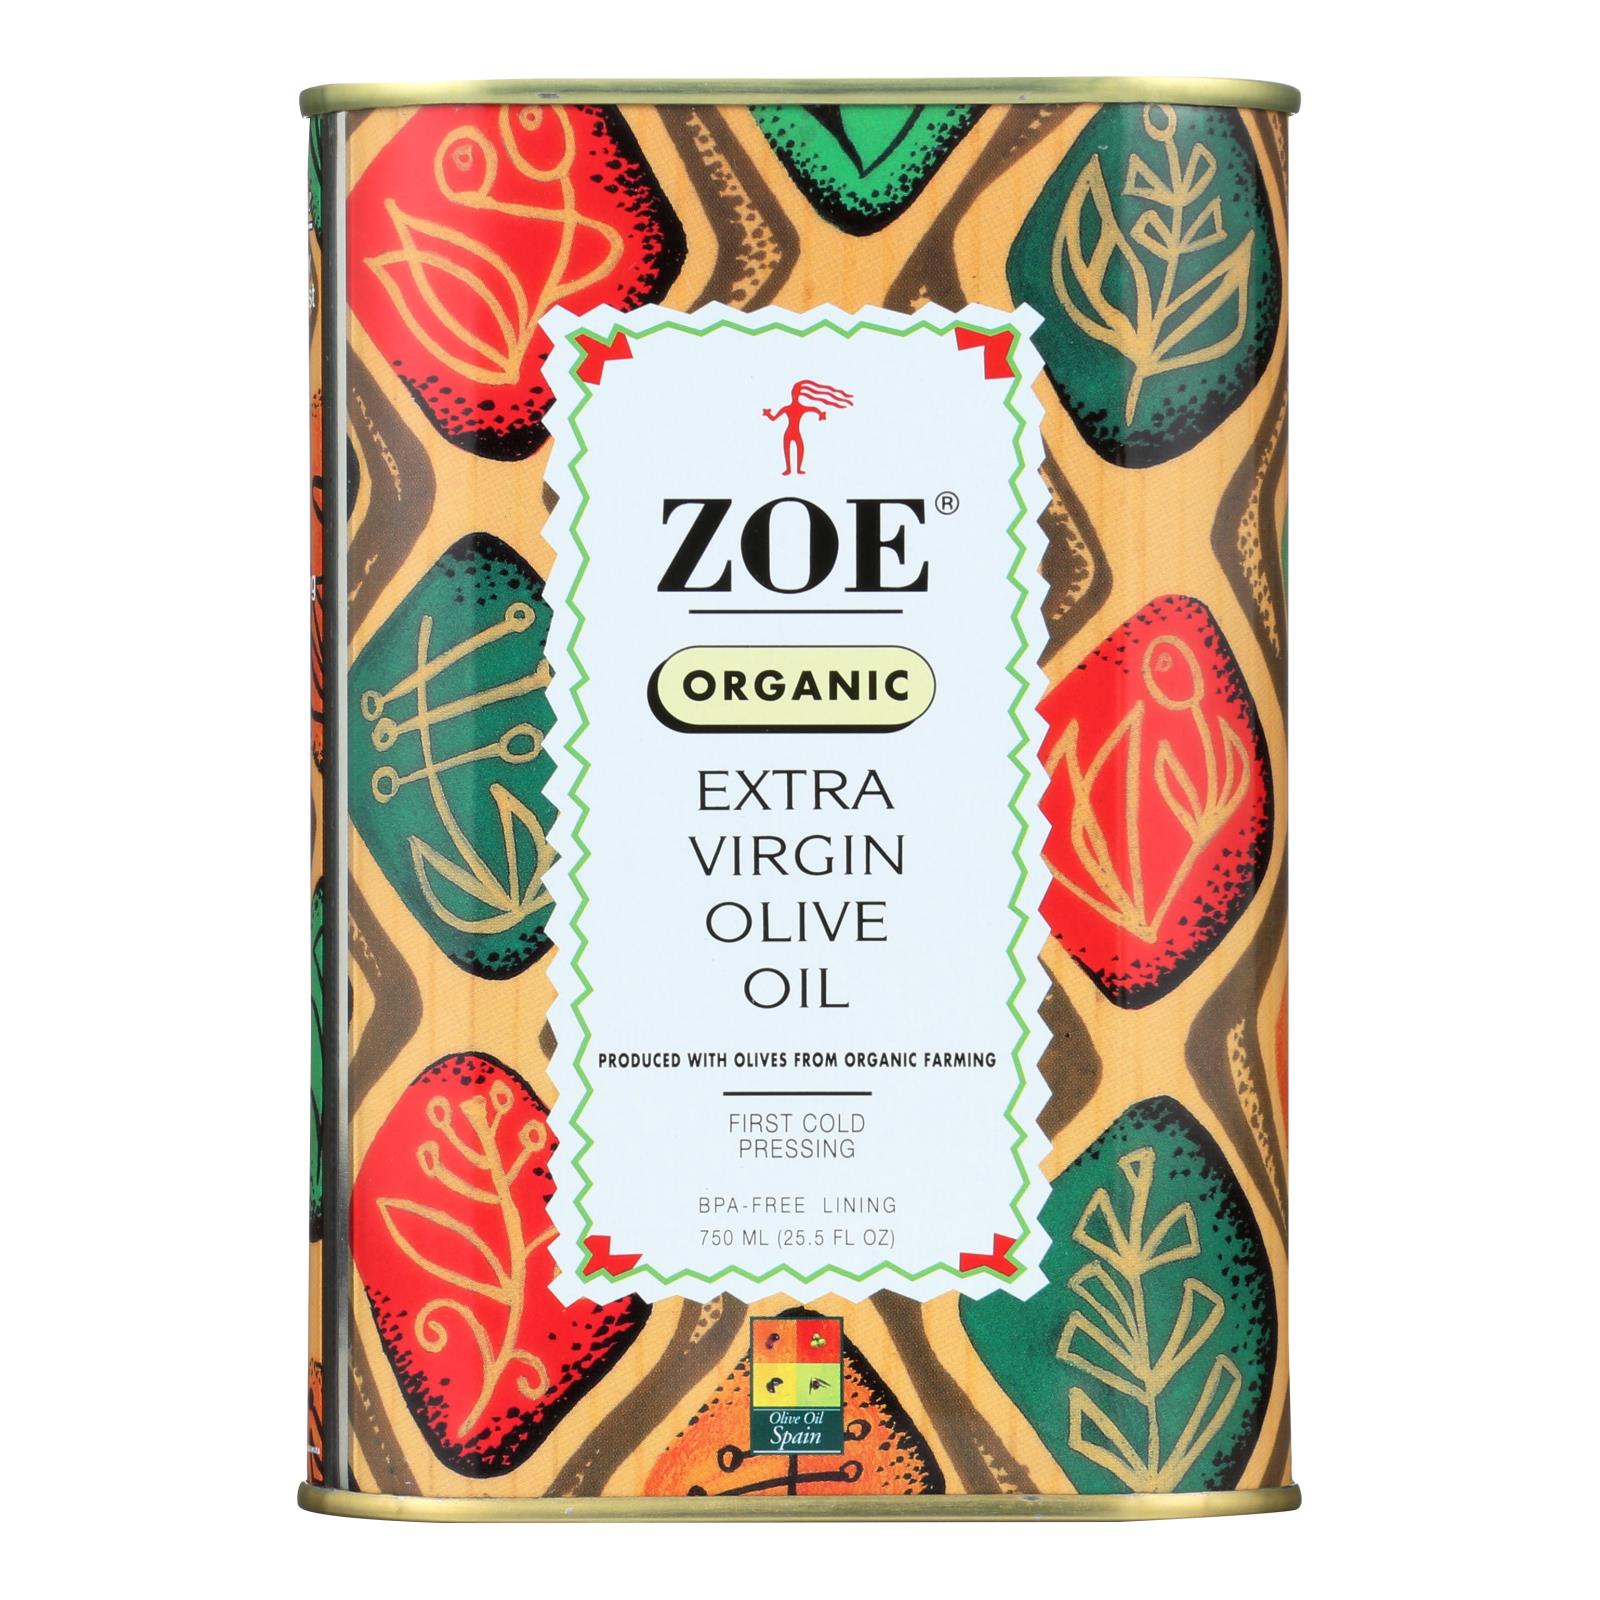 ZOE®
ORGANIC
EXTRA
VIRGIN
OLIVE
OIL
PRODUCED WITH OLIVES FROM ORGANIC FARMING
FIRST COLD
PRESSING
BPA-FREE LINING
750 ML (25.5 FL OZ)
Olive Oil
Spain